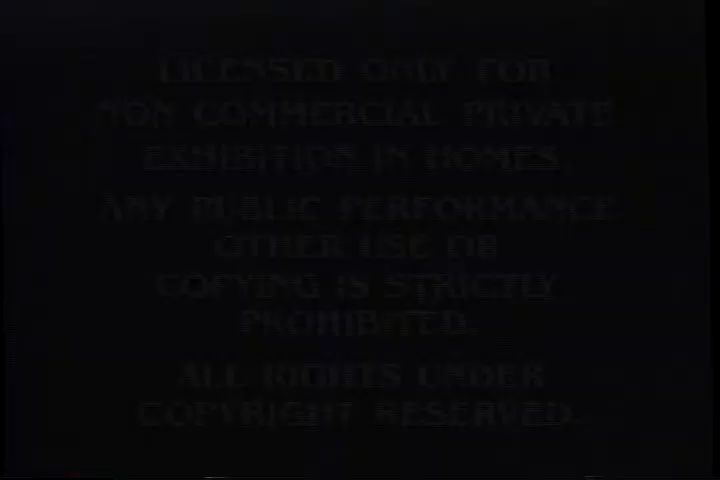 LICENSED ONLY FOR
NON COMMERCIAL PRIVATE
EXHIBITION IN HOMES.
ANY PUBLIC PERFORMANCE
OTHER USE OR
COPYING IS STRICTLY
PROHIBITED.
ALL RIGHTS UNDER
COPYRIGHT RESERVED.